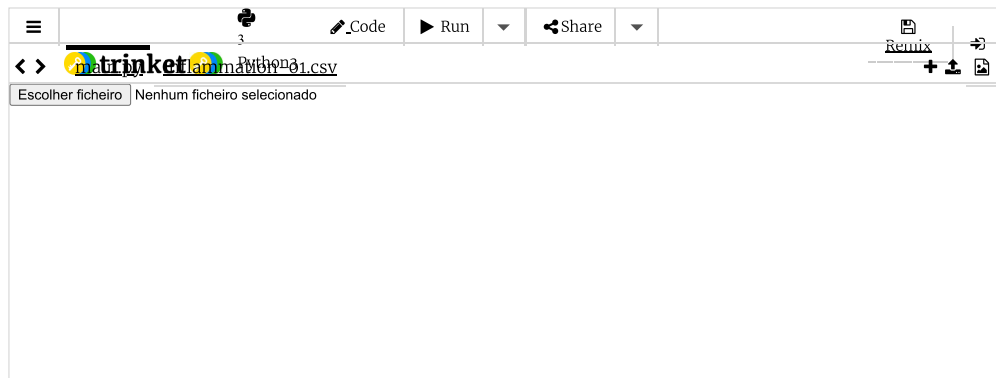 Code Run Share
3
Remix
main.py trinket inflammation-01.csv Python3
Escolher ficheiro Nenhum ficheiro selecionado